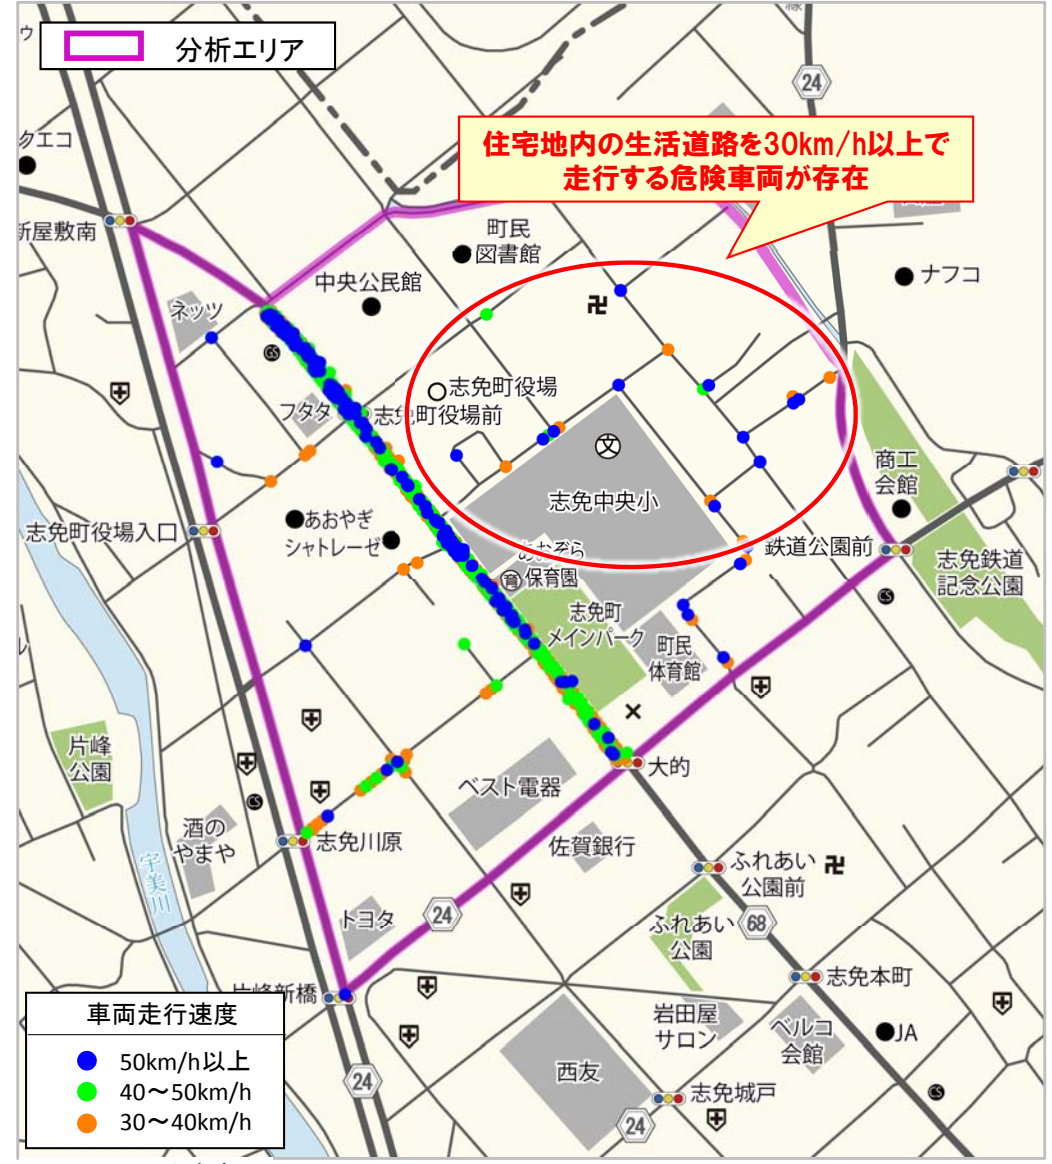 分析エリア
24
クエコ
住宅地内の生活道路を30km/h以上で
走行する危険車両が存在
新屋敷南
町民
図書館
中央公民館
ナフコ
ネッツ
GS
志免町役場
フタタ
志免町役場前
文
商工
会館
志免中央小
志免町役場入口
あおやぎ
シャトレーゼ
あおぞら
保育園
育
鉄道公園前
志免鉄道
記念公園
CS
志免町
メインパーク
町民
体育館
片峰
公園
大的
ベスト電器
CS
酒の
やまや
志免川原
佐賀銀行
ふれあい
公園前
宇美川
トヨタ
24
ふれあい
公園
68
片峰新橋
志免本町
岩田屋
サロン
ベルコ
会館
JA
西友
24
志免城戸
24
CS
車両走行速度
50km/h以上
40～50km/h
30～40km/h